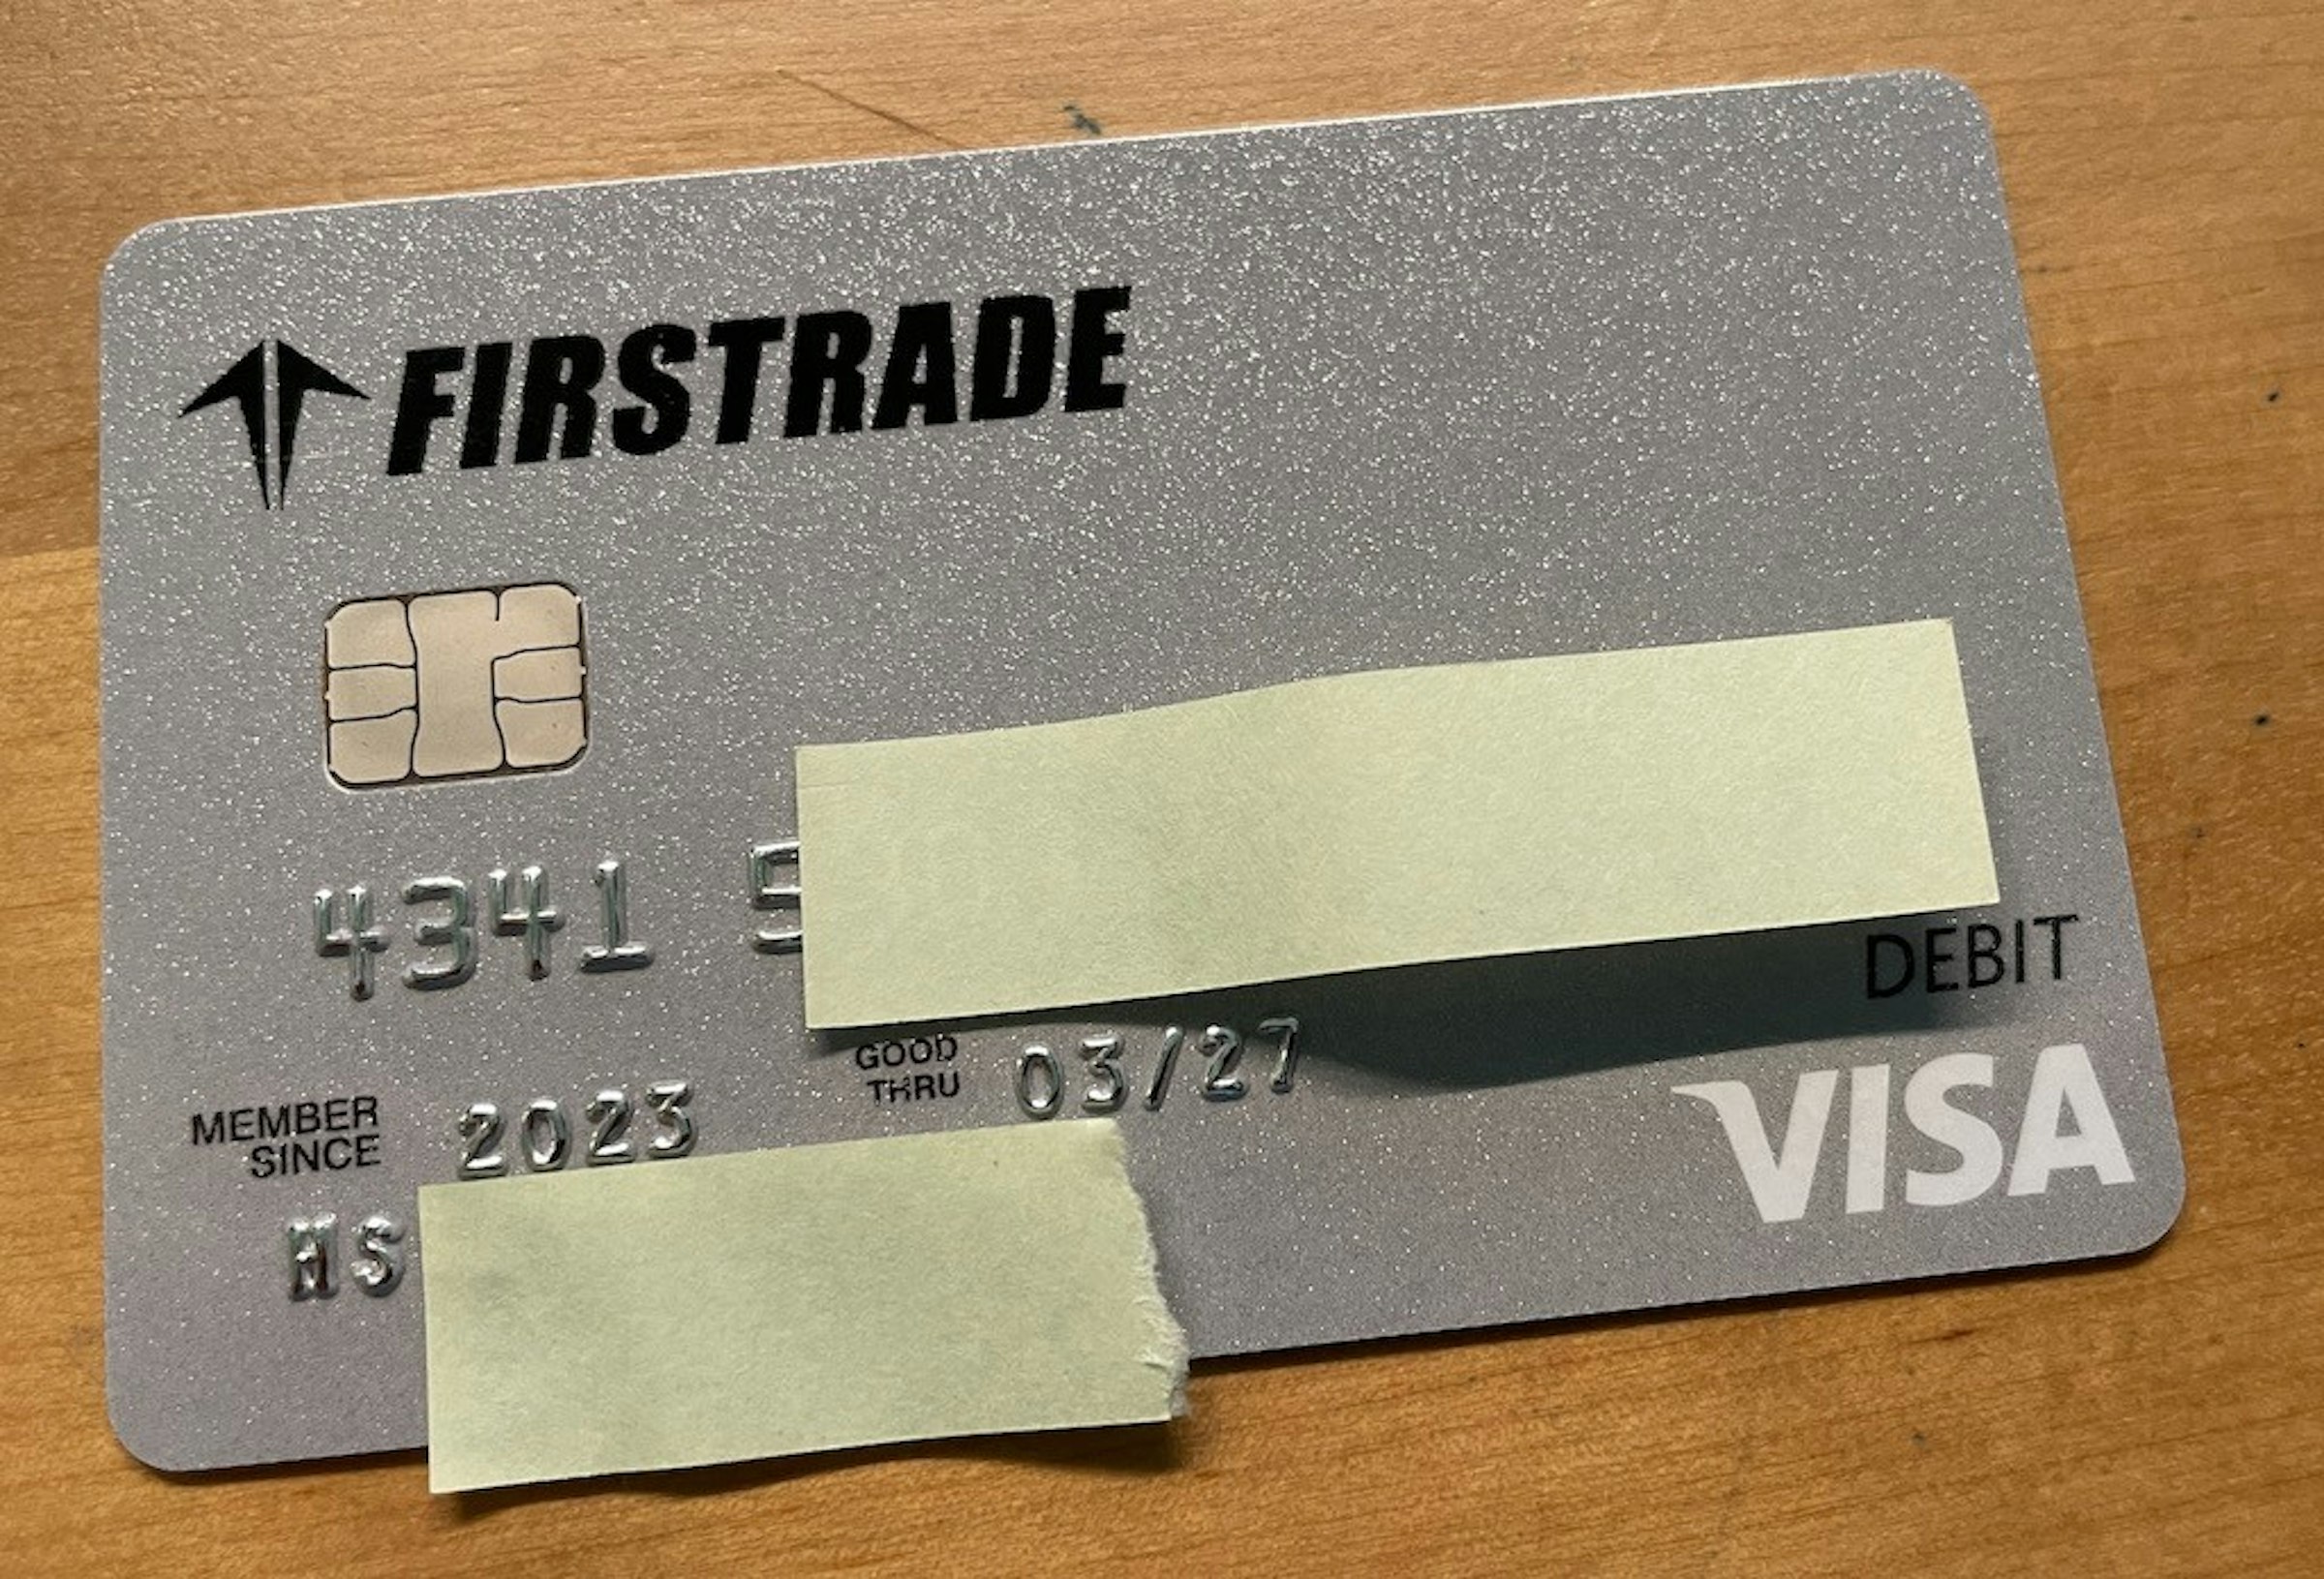 FIRSTRADE
4341 5
DEBIT
GOOD
THRU 03/27
MEMBER
SINCE 2023
VISA
MS